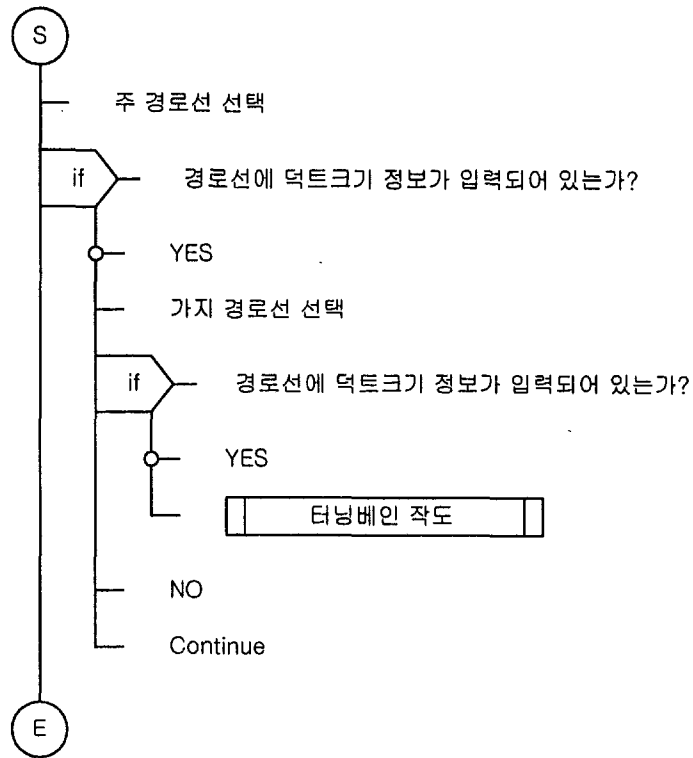 S
주 경로선 선택
if
경로선에 덕트크기 정보가 입력되어 있는가?
YES
가지 경로선 선택
if
경로선에 덕트크기 정보가 입력되어 있는가?
YES
터닝베인 작도
NO
Continue
E